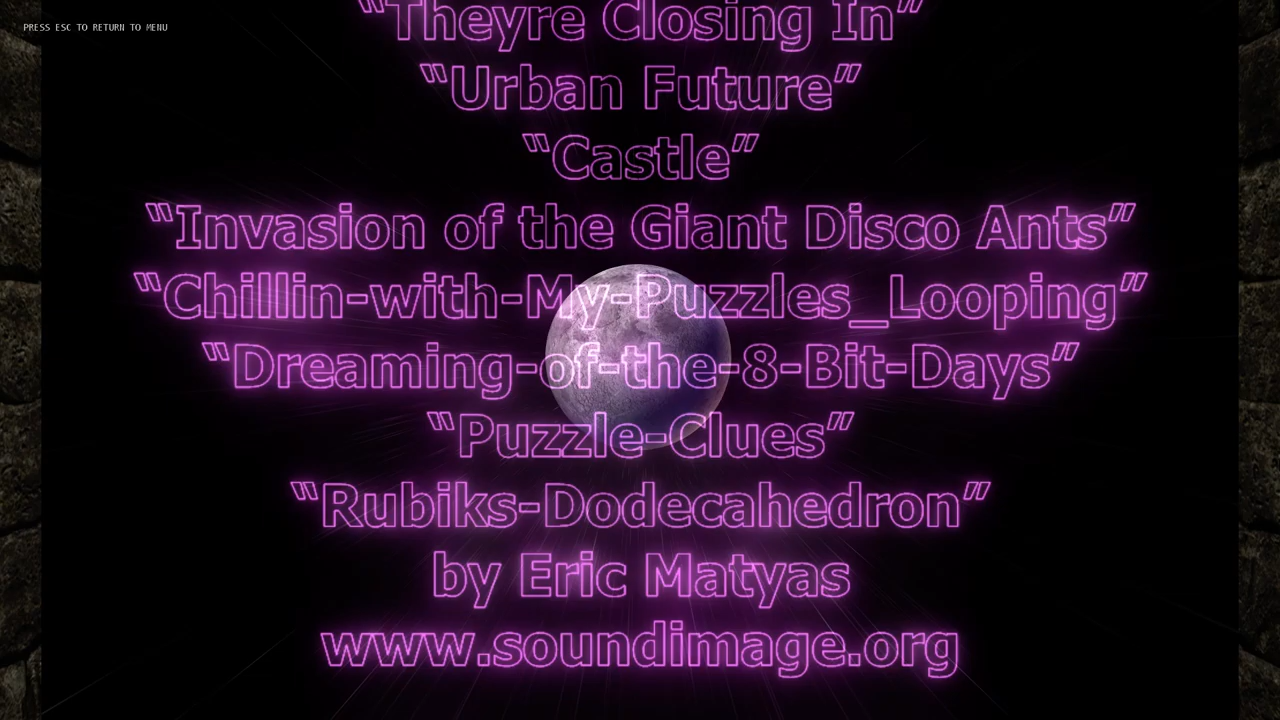 PRESS ESC TO RETURN TO MENU
“Theyre Closing In”
“Urban Future”
“Castle”
“Invasion of the Giant Disco Ants”
“Chillin-with-My-Puzzles_Looping”
“Dreaming-of-the-8-Bit-Days”
“Puzzle-Clues”
“Rubiks-Dodecahedron”
by Eric Matyas
www.soundimage.org